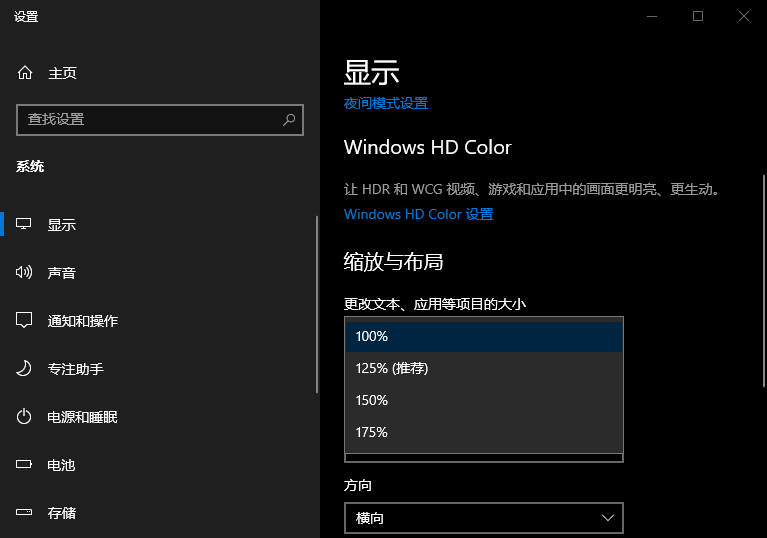 设置
主页
查找设置
系统
显示
声音
通知和操作
专注助手
电源和睡眠
电池
存储
显示
夜间模式设置
Windows HD Color
让 HDR 和 WCG 视频、游戏和应用中的画面更明亮、更生动。
Windows HD Color 设置
缩放与布局
更改文本、应用等项目的大小
100%
125% (推荐)
150%
175%
方向
横向